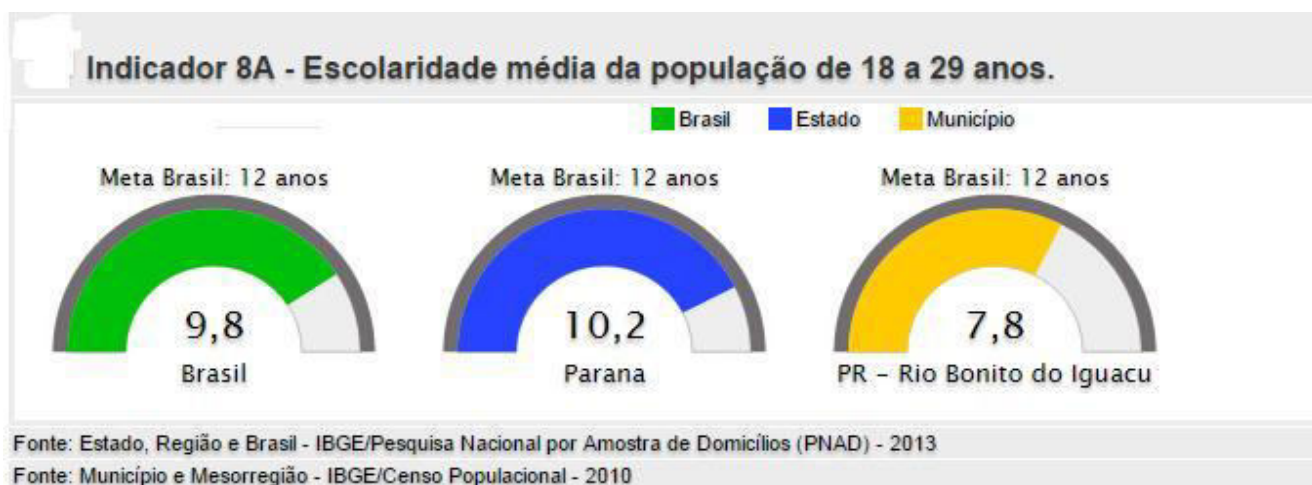 Indicador 8A - Escolaridade média da população de 18 a 29 anos.
Brasil Estado Município
Meta Brasil: 12 anos Meta Brasil: 12 anos Meta Brasil: 12 anos
9,8 10,2 7,8
Brasil Parana PR - Rio Bonito do Iguacu
Fonte: Estado, Região e Brasil - IBGE/Pesquisa Nacional por Amostra de Domicílios (PNAD) - 2013
Fonte: Município e Mesorregião - IBGE/Censo Populacional - 2010